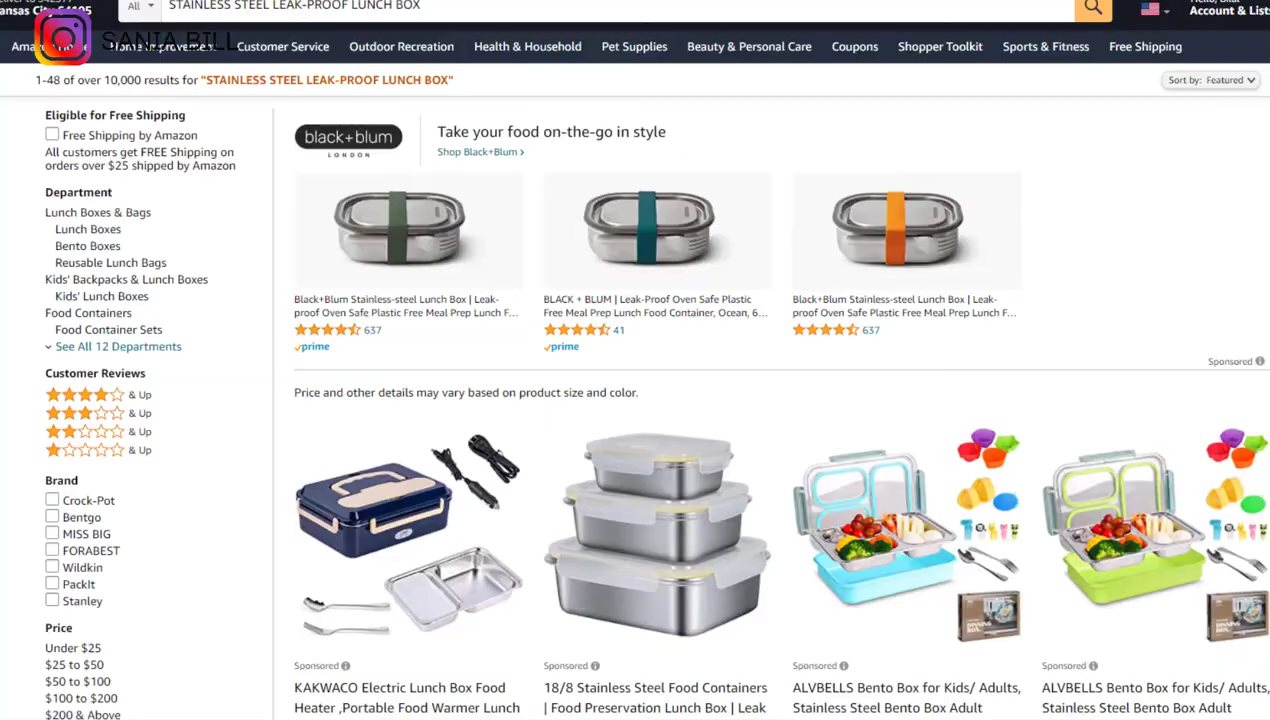 ansas City 64105
All
STAINLESS STEEL LEAK-PROOF LUNCH BOX
Account & List
SANIA BILL
Home Improvement
Customer Service
Outdoor Recreation
Health & Household
Pet Supplies
Beauty & Personal Care
Coupons
Shopper Toolkit
Sports & Fitness
Free Shipping
1-48 of over 10,000 results for "STAINLESS STEEL LEAK-PROOF LUNCH BOX"
Sort by: Featured
Eligible for Free Shipping
Free Shipping by Amazon
All customers get FREE Shipping on
orders over $25 shipped by Amazon
Department
Lunch Boxes & Bags
Lunch Boxes
Bento Boxes
Reusable Lunch Bags
Kids' Backpacks & Lunch Boxes
Kids' Lunch Boxes
Food Containers
Food Container Sets
See All 12 Departments
Customer Reviews
& Up
& Up
& Up
& Up
Brand
Crock-Pot
Bentgo
MISS BIG
FORABEST
Wildkin
PackIt
Stanley
Price
Under $25
$25 to $50
$50 to $100
$100 to $200
$200 & Above
black+blum
LONDON
Take your food on-the-go in style
Shop Black+Blum ›
Black+Blum Stainless-steel Lunch Box | Leak-
proof Oven Safe Plastic Free Meal Prep Lunch F...
637
prime
BLACK + BLUM | Leak-Proof Oven Safe Plastic
Free Meal Prep Lunch Food Container, Ocean, 6...
41
prime
Black+Blum Stainless-steel Lunch Box | Leak-
proof Oven Safe Plastic Free Meal Prep Lunch F...
637
Sponsored
Price and other details may vary based on product size and color.
Sponsored
KAKWACO Electric Lunch Box Food
Heater ,Portable Food Warmer Lunch
Sponsored
18/8 Stainless Steel Food Containers
| Food Preservation Lunch Box | Leak
Sponsored
ALVBELLS Bento Box for Kids/ Adults,
Stainless Steel Bento Box Adult
Sponsored
ALVBELLS Bento Box for Kids/ Adults,
Stainless Steel Bento Box Adult